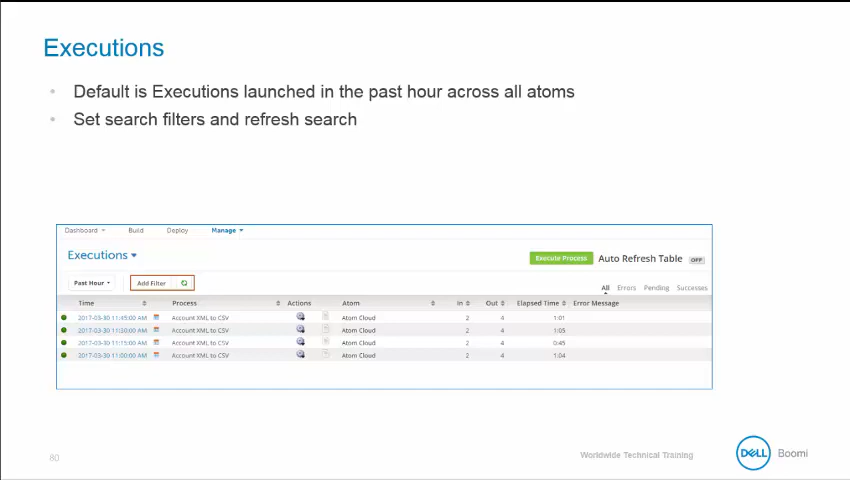 Executions
Default is Executions launched in the past hour across all atoms
Set search filters and refresh search
Dashboard Build Deploy Manage
Executions
Execute Process Auto Refresh Table OFF
Past Hour Add Filter
All Errors Pending Successes
Time Process Actions Atom In Out Elapsed Time Error Message
2017-03-30 11:45:00 AM Account XML to CSV Atom Cloud 2 4 1:01
2017-03-30 11:30:00 AM Account XML to CSV Atom Cloud 2 4 1:05
2017-03-30 11:15:00 AM Account XML to CSV Atom Cloud 2 4 0:45
2017-03-30 11:00:00 AM Account XML to CSV Atom Cloud 2 4 1:04
80 Worldwide Technical Training DELL Boomi